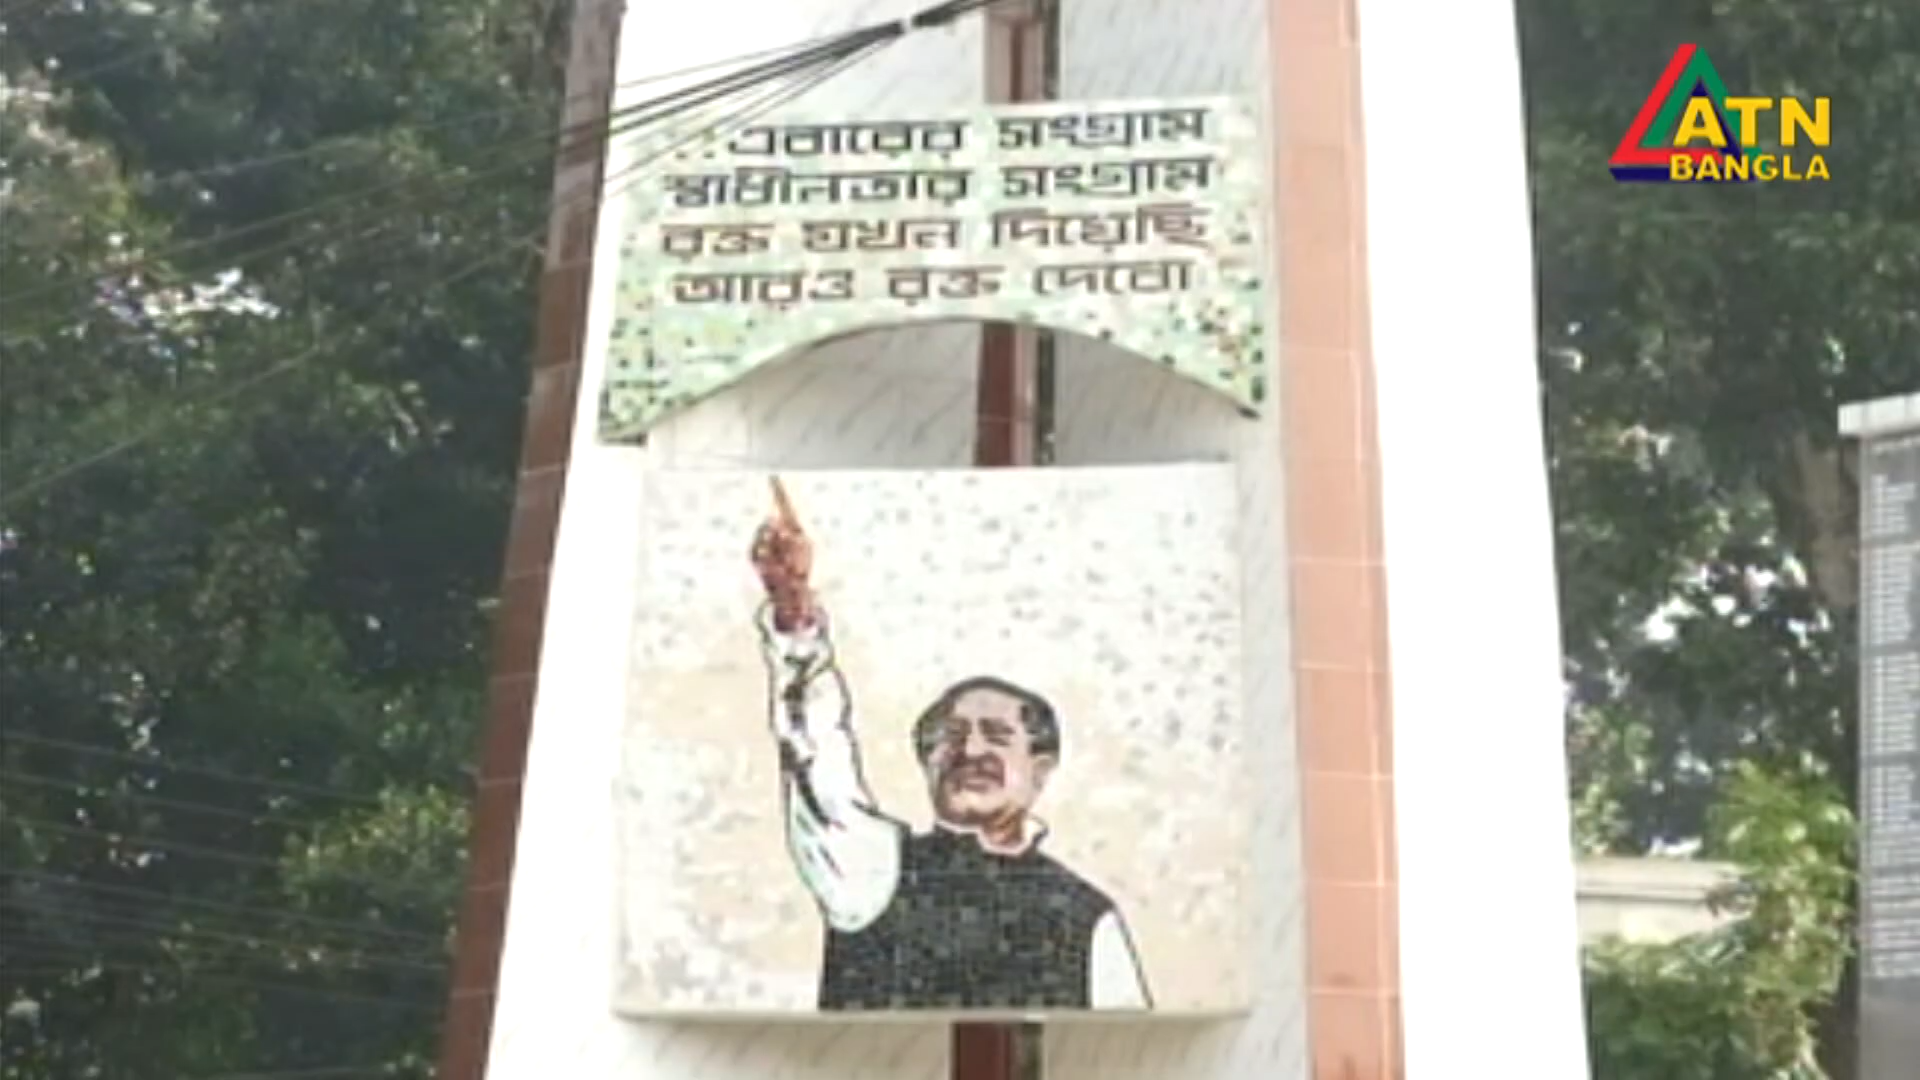 ..এবারের সংগ্রাম
স্বাধীনতার সংগ্রাম
রক্ত যখন দিয়েছি
আরও রক্ত দেবো
ATN
BANGLA